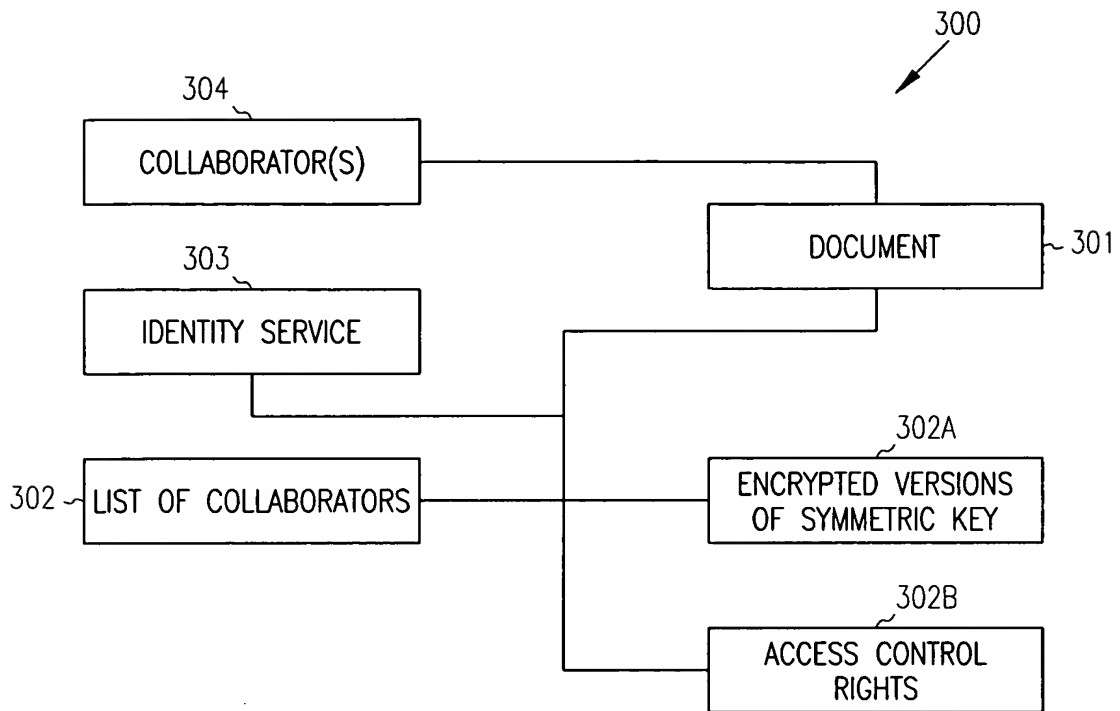 300
304
COLLABORATOR(S)
DOCUMENT
301
303
IDENTITY SERVICE
302A
302
LIST OF COLLABORATORS
ENCRYPTED VERSIONS
OF SYMMETRIC KEY
302B
ACCESS CONTROL
RIGHTS